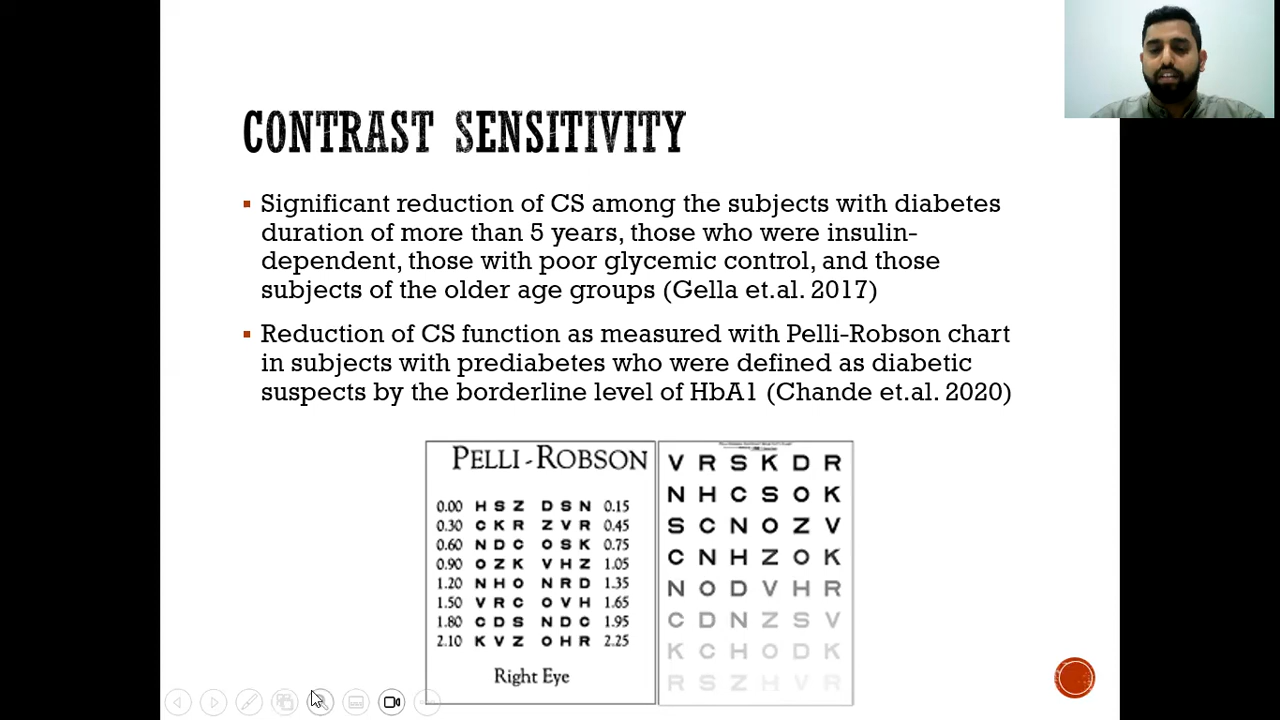 CONTRAST SENSITIVITY
▪ Significant reduction of CS among the subjects with diabetes
duration of more than 5 years, those who were insulin-
dependent, those with poor glycemic control, and those
subjects of the older age groups (Gella et.al. 2017)
▪ Reduction of CS function as measured with Pelli-Robson chart
in subjects with prediabetes who were defined as diabetic
suspects by the borderline level of HbA1 (Chande et.al. 2020)
PELLI-ROBSON
0.00 H S Z D S N 0.15
0.30 C K R Z V R 0.45
0.60 N D C O S K 0.75
0.90 O Z K V H Z 1.05
1.20 N H O N R D 1.35
1.50 V R C O V H 1.65
1.80 C D S N D C 1.95
2.10 K V Z O H R 2.25
Right Eye
V R S K D R
N H C S O K
S C N O Z V
C N H Z O K
N O D V H R
C D N Z S V
K C H O D K
R S Z H V R